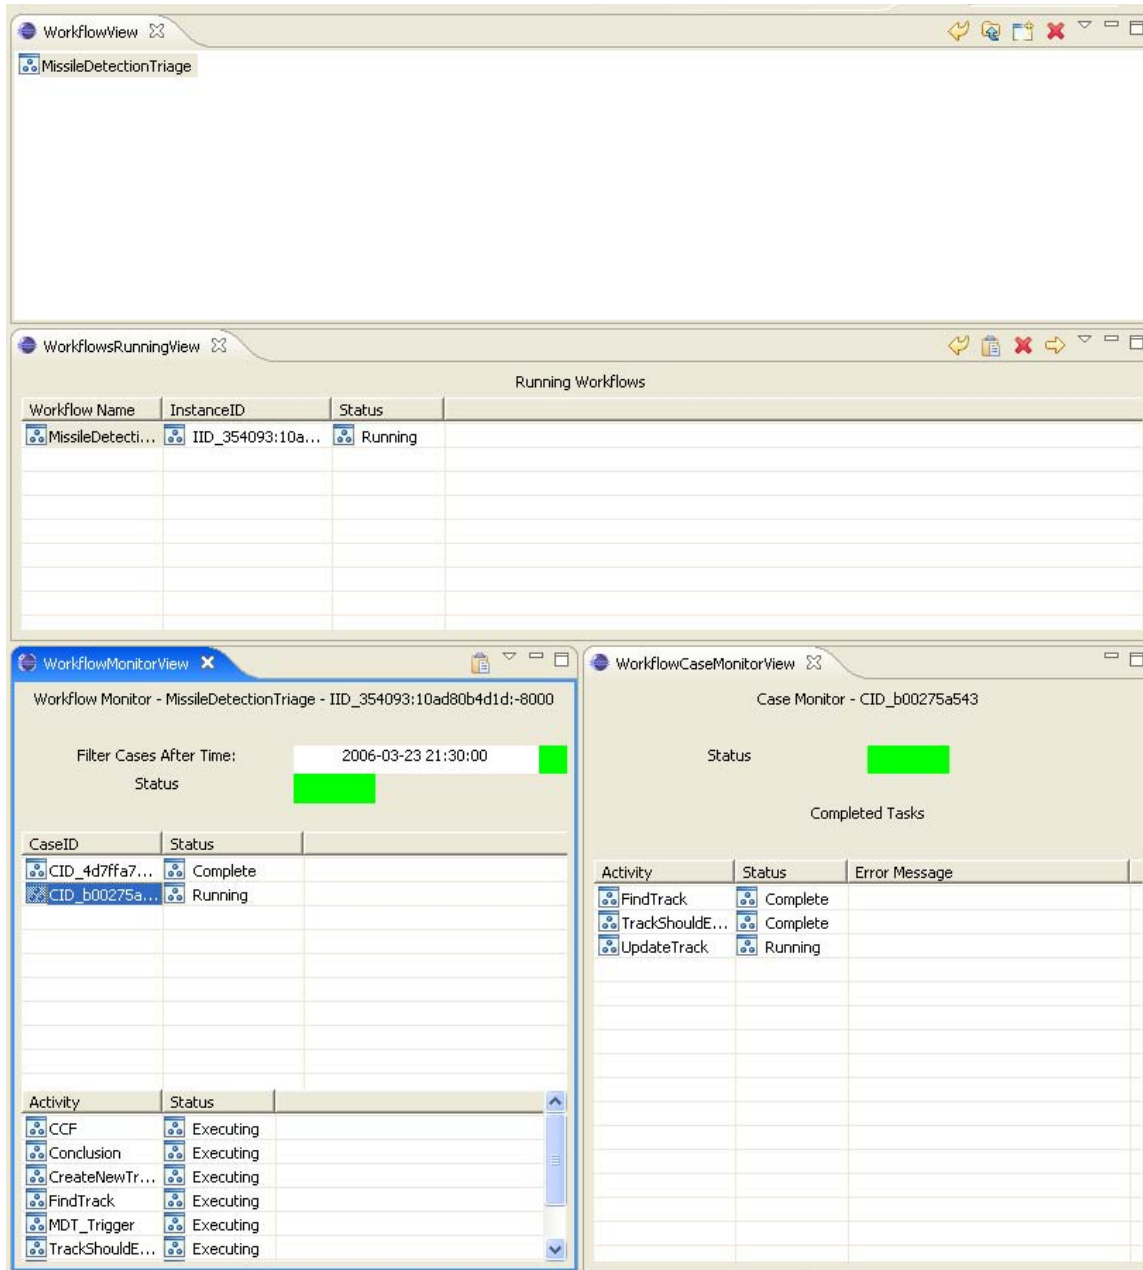 WorkflowView
MissileDetectionTriage
WorkflowsRunningView
Running Workflows
Workflow Name InstanceID Status
MissileDetecti... IID_354093:10a... Running
WorkflowMonitorView
Workflow Monitor - MissileDetectionTriage - IID_354093:10ad80b4d1d:-8000
Filter Cases After Time: 2006-03-23 21:30:00
Status
CaseID Status
CID_4d7ffa7... Complete
CID_b00275a... Running
Activity Status
CCF Executing
Conclusion Executing
CreateNewTr... Executing
FindTrack Executing
MDT_Trigger Executing
TrackShouldE... Executing
WorkflowCaseMonitorView
Case Monitor - CID_b00275a543
Status
Completed Tasks
Activity Status Error Message
FindTrack Complete
TrackShouldE... Complete
UpdateTrack Running